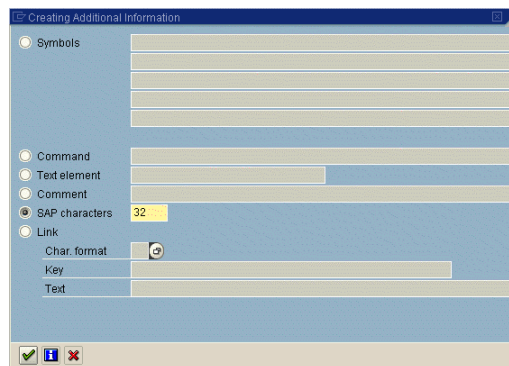 Creating Additional Information
Symbols
Command
Text element
Comment
SAP characters 32
Link
Char. format
Key
Text